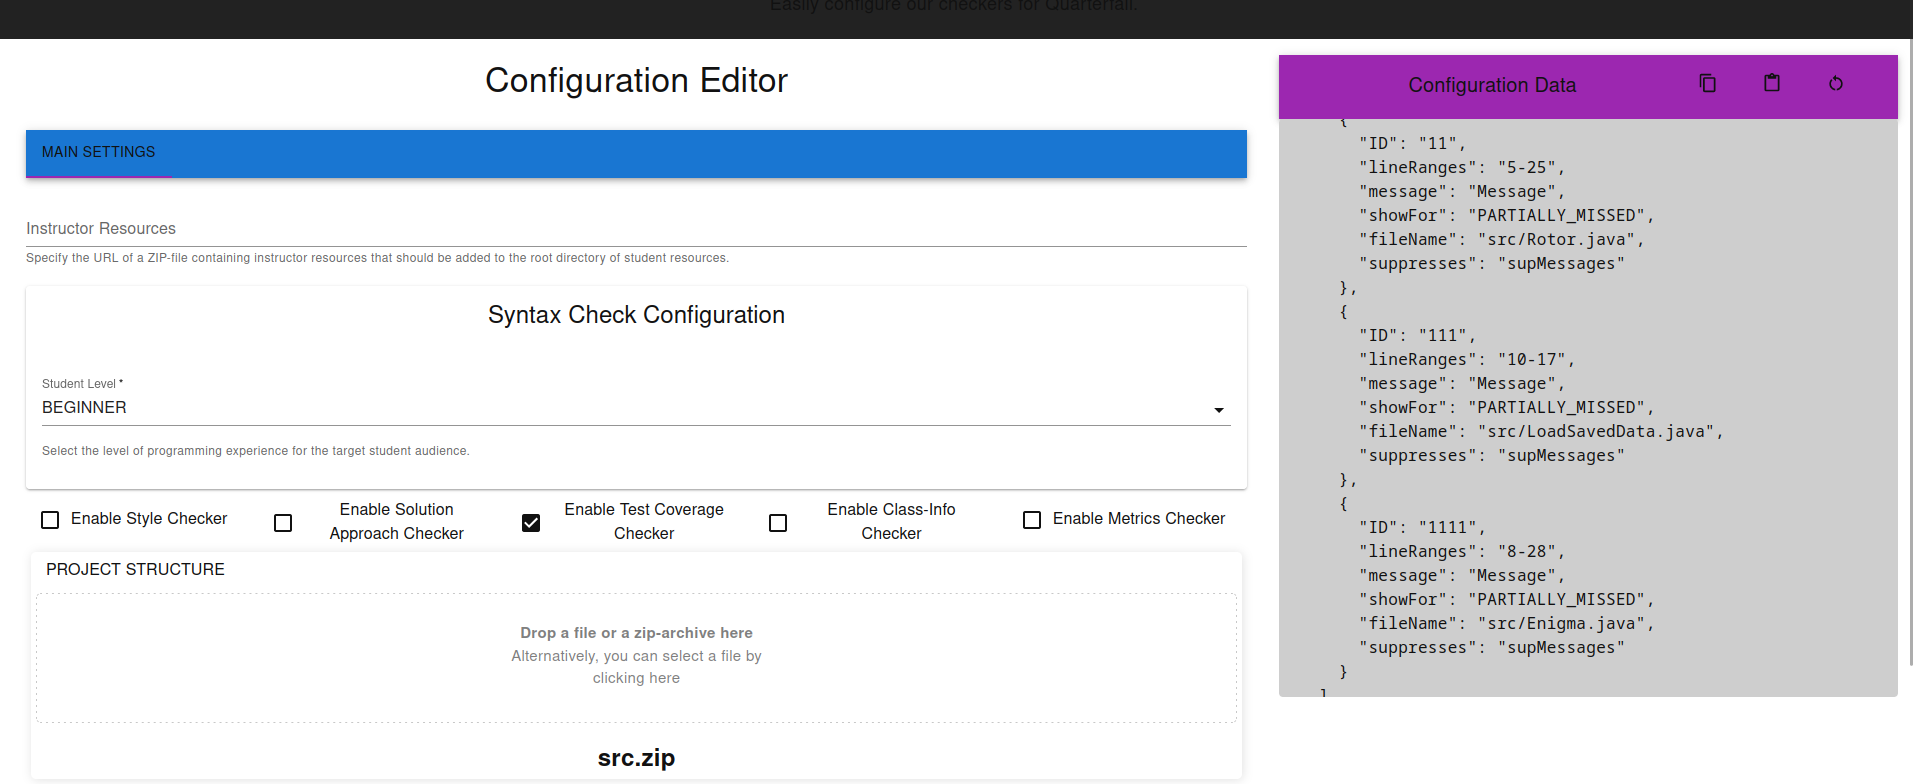 Easily configure our checkers for Quarterfall.
Configuration Editor
MAIN SETTINGS
Instructor Resources
Specify the URL of a ZIP-file containing instructor resources that should be added to the root directory of student resources.
Syntax Check Configuration
Student Level *
BEGINNER
Select the level of programming experience for the target student audience.
Enable Style Checker
Enable Solution
Approach Checker
Enable Test Coverage
Checker
Enable Class-Info
Checker
Enable Metrics Checker
PROJECT STRUCTURE
Drop a file or a zip-archive here
Alternatively, you can select a file by
clicking here
src.zip
Configuration Data
{
"ID": "11",
"lineRanges": "5-25",
"message": "Message",
"showFor": "PARTIALLY_MISSED",
"fileName": "src/Rotor.java",
"suppresses": "supMessages"
},
{
"ID": "111",
"lineRanges": "10-17",
"message": "Message",
"showFor": "PARTIALLY_MISSED",
"fileName": "src/LoadSavedData.java",
"suppresses": "supMessages"
},
{
"ID": "1111",
"lineRanges": "8-28",
"message": "Message",
"showFor": "PARTIALLY_MISSED",
"fileName": "src/Enigma.java",
"suppresses": "supMessages"
}
]